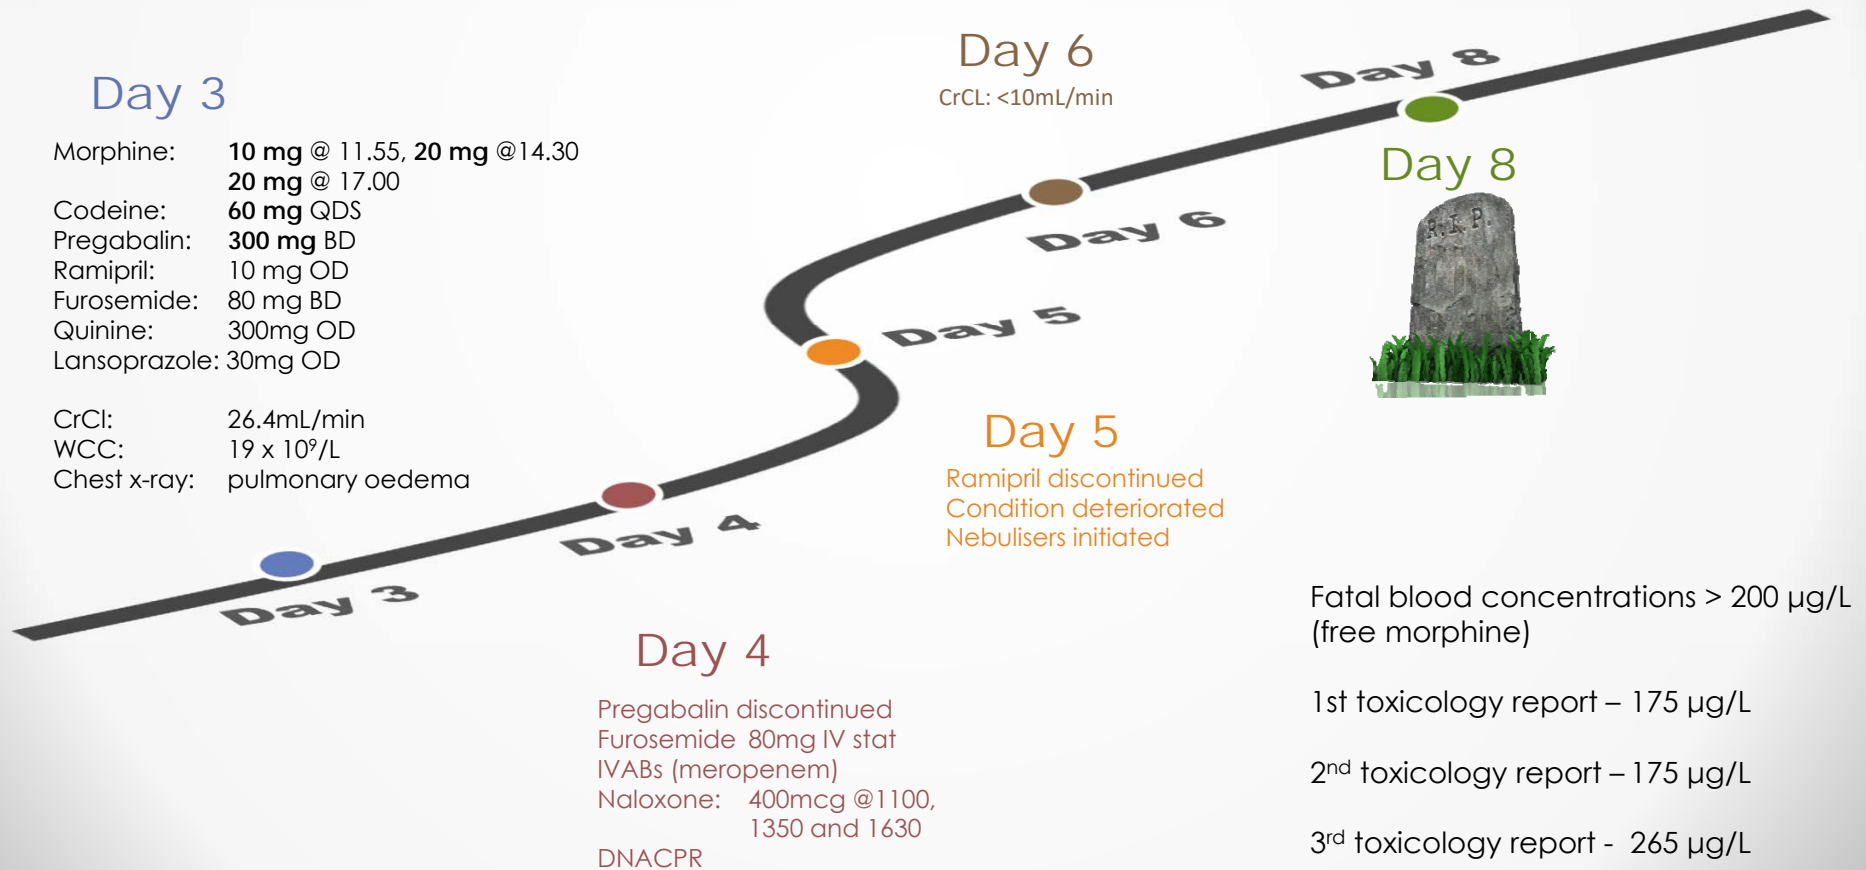 Day 3
Morphine: 10 mg @ 11.55, 20 mg @14.30
20 mg @ 17.00
Codeine: 60 mg QDS
Pregabalin: 300 mg BD
Ramipril: 10 mg OD
Furosemide: 80 mg BD
Quinine: 300mg OD
Lansoprazole: 30mg OD
CrCl: 26.4mL/min
WCC: 19 x 10⁹/L
Chest x-ray: pulmonary oedema
Day 3
Day 4
Day 4
Pregabalin discontinued
Furosemide 80mg IV stat
IVABs (meropenem)
Naloxone: 400mcg @1100,
1350 and 1630
DNACPR
Day 5
Day 5
Ramipril discontinued
Condition deteriorated
Nebulisers initiated
Day 6
CrCL: <10mL/min
Day 6
Day 8
Day 8
R.I.P.
Fatal blood concentrations > 200 µg/L
(free morphine)
1st toxicology report – 175 µg/L
2nd toxicology report – 175 µg/L
3rd toxicology report - 265 µg/L